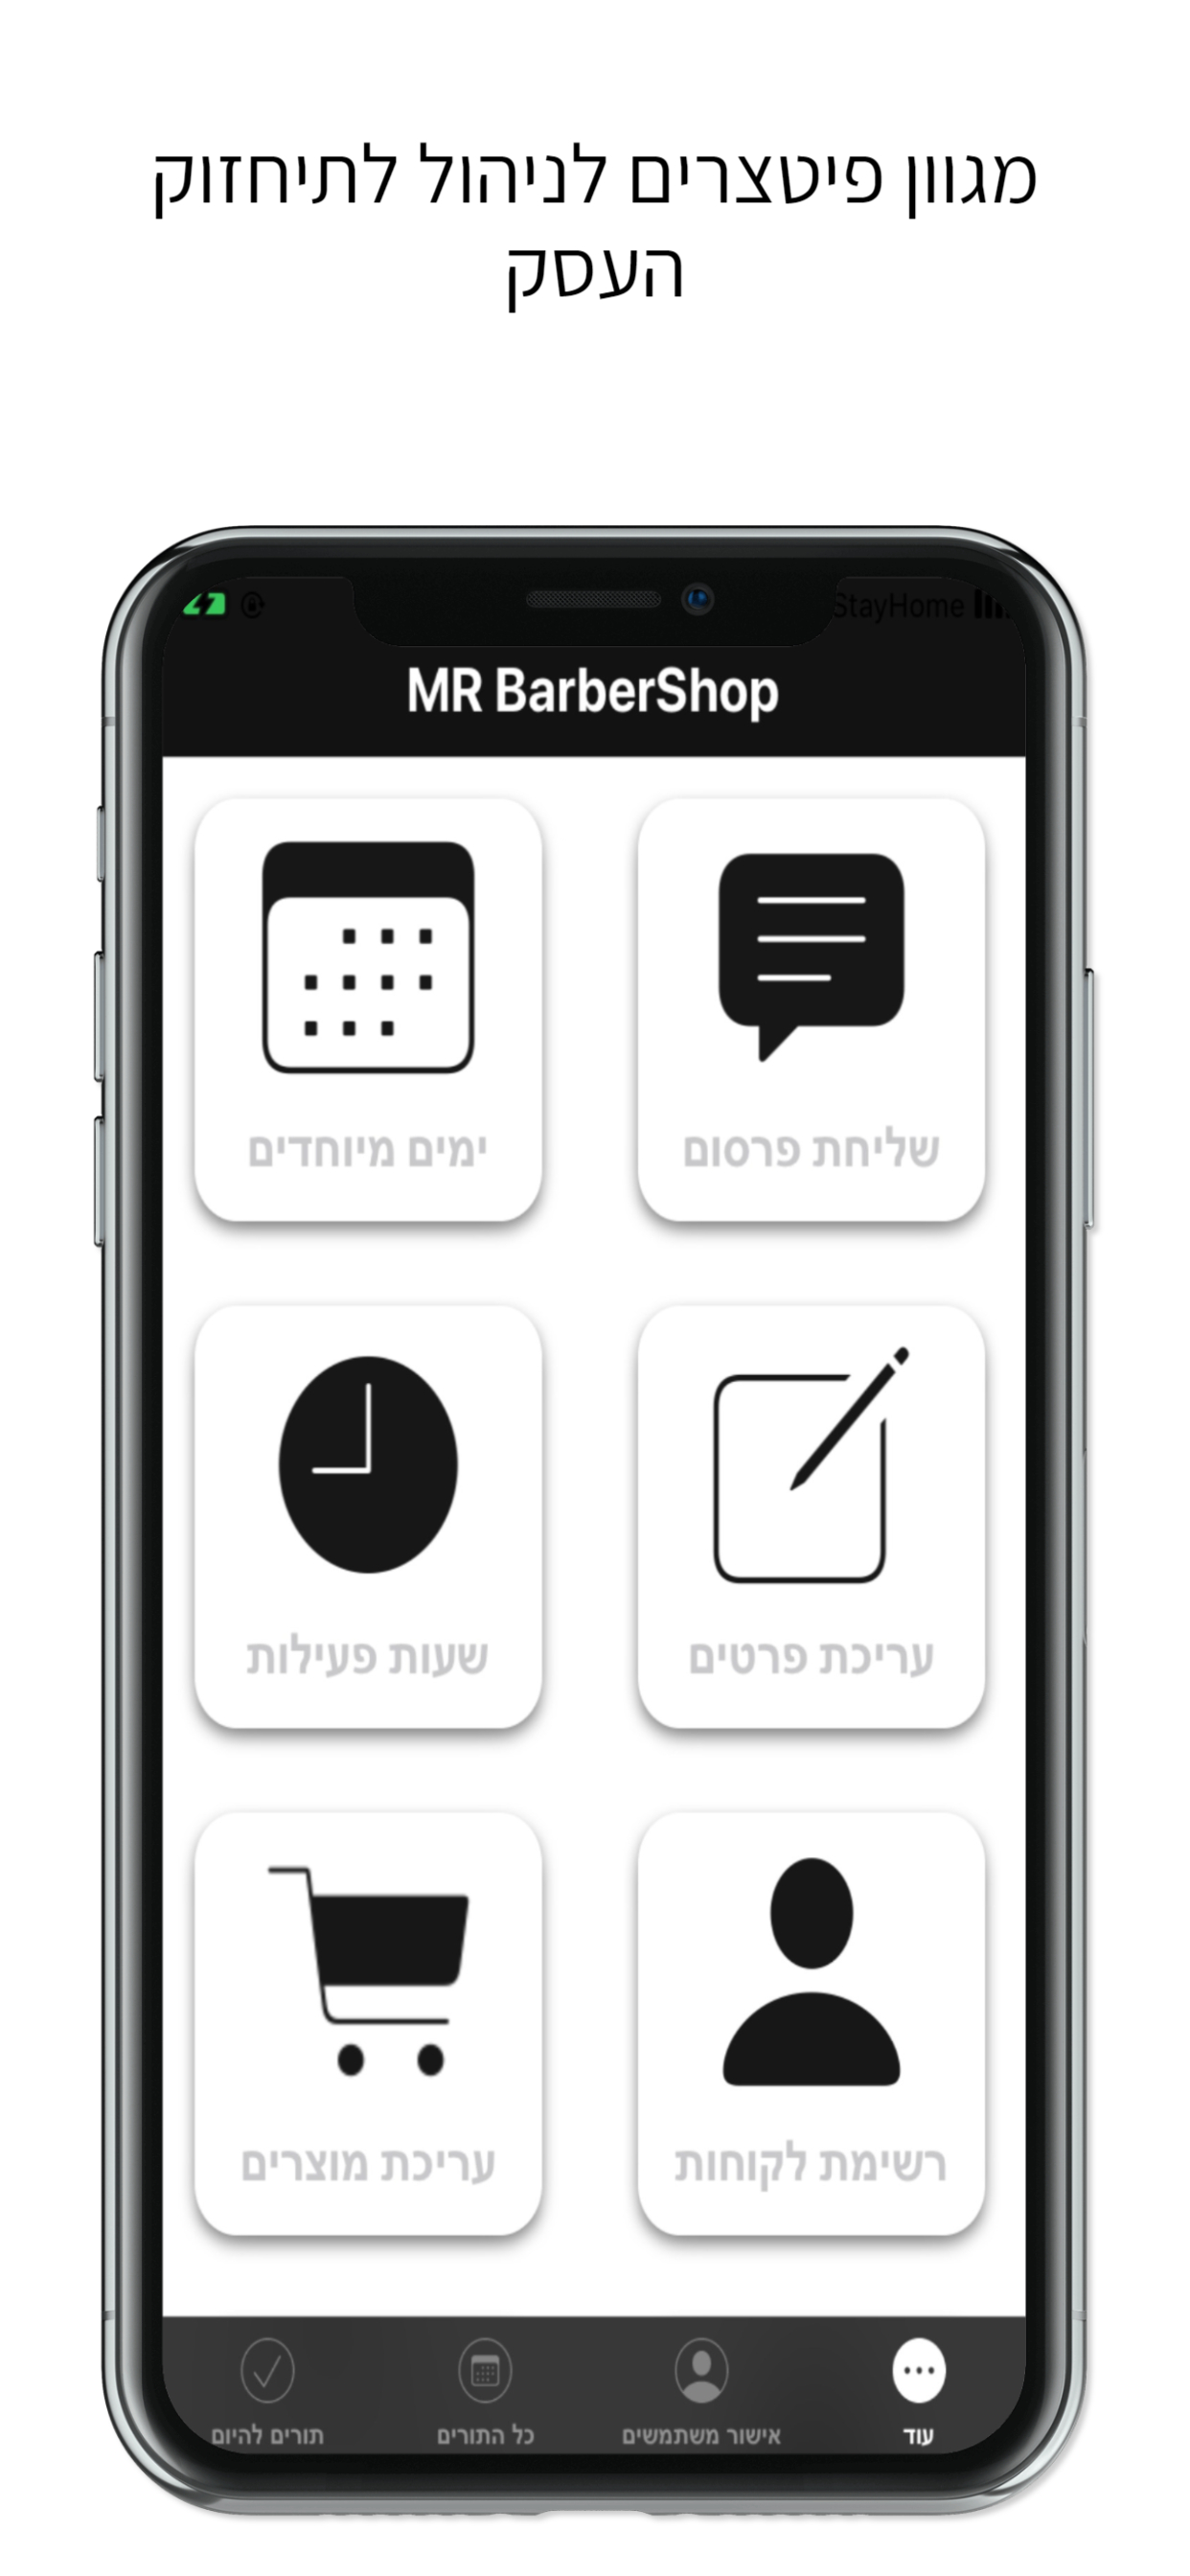 מגוון פיטצרים לניהול לתיחזוק
העסק
StayHome
MR BarberShop
שליחת פרסום
ימים מיוחדים
עריכת פרטים
שעות פעילות
רשימת לקוחות
עריכת מוצרים
עוד
אישור משתמשים
כל התורים
תורים להיום